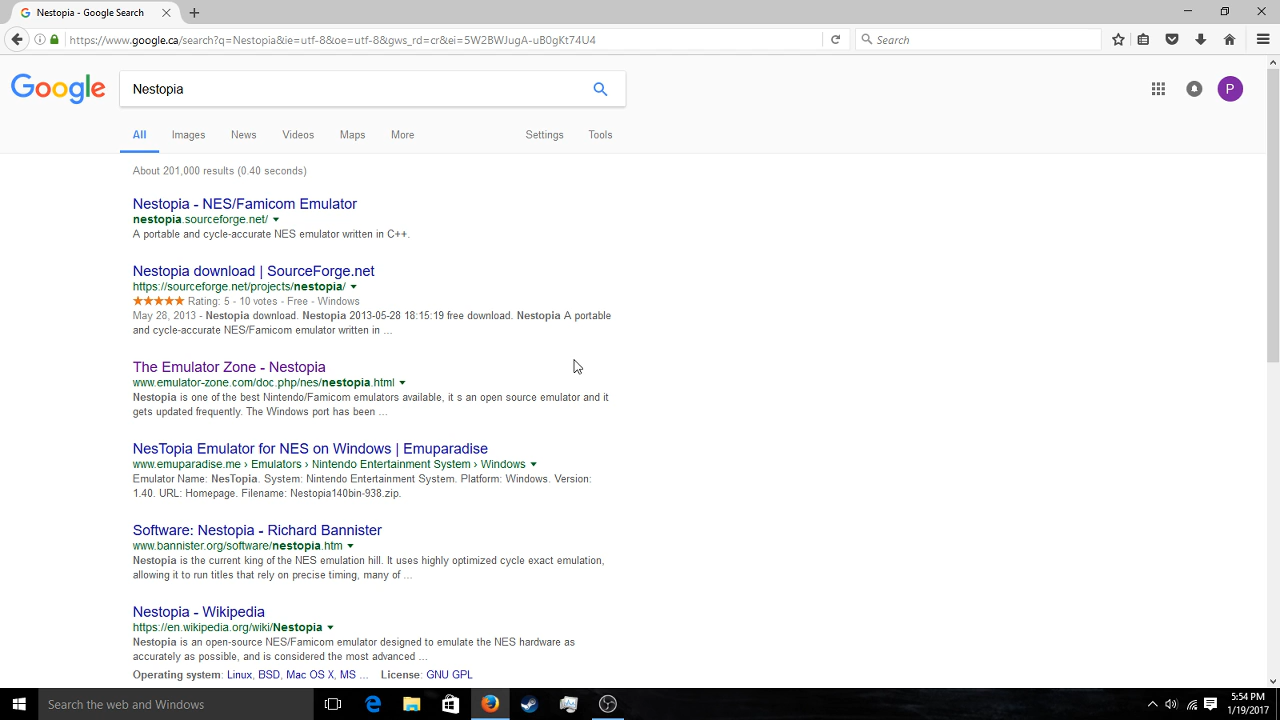 Nestopia - Google Search
https://www.google.ca/search?q=Nestopia&ie=utf-8&oe=utf-8&gws_rd=cr&ei=5W2BWJugA-uB0gKt74U4
Search
Google
Nestopia
P
All Images News Videos Maps More Settings Tools
About 201,000 results (0.40 seconds)
Nestopia - NES/Famicom Emulator
nestopia.sourceforge.net/
A portable and cycle-accurate NES emulator written in C++.
Nestopia download | SourceForge.net
https://sourceforge.net/projects/nestopia/
Rating: 5 - 10 votes - Free - Windows
May 28, 2013 - Nestopia download. Nestopia 2013-05-28 18:15:19 free download. Nestopia A portable
and cycle-accurate NES/Famicom emulator written in ...
The Emulator Zone - Nestopia
www.emulator-zone.com/doc.php/nes/nestopia.html
Nestopia is one of the best Nintendo/Famicom emulators available, it s an open source emulator and it
gets updated frequently. The Windows port has been ...
NesTopia Emulator for NES on Windows | Emuparadise
www.emuparadise.me › Emulators › Nintendo Entertainment System › Windows
Emulator Name: NesTopia. System: Nintendo Entertainment System. Platform: Windows. Version:
1.40. URL: Homepage. Filename: Nestopia140bin-938.zip.
Software: Nestopia - Richard Bannister
www.bannister.org/software/nestopia.htm
Nestopia is the current king of the NES emulation hill. It uses highly optimized cycle exact emulation,
allowing it to run titles that rely on precise timing, many of ...
Nestopia - Wikipedia
https://en.wikipedia.org/wiki/Nestopia
Nestopia is an open-source NES/Famicom emulator designed to emulate the NES hardware as
accurately as possible, and is considered the most advanced ...
Operating system: Linux, BSD, Mac OS X, MS ... License: GNU GPL
Search the web and Windows
5:54 PM
1/19/2017